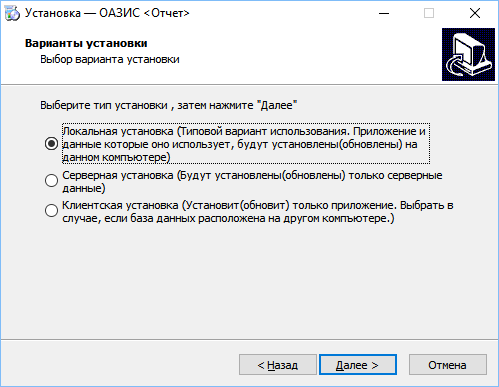 Установка — ОАЗИС <Отчет>
Варианты установки
Выбор варианта установки
Выберите тип установки , затем нажмите "Далее"
Локальная установка (Типовой вариант использования. Приложение и
данные которые оно использует, будут установлены(обновлены) на
данном компьютере)
Серверная установка (Будут установлены(обновлены) только серверные
данные)
Клиентская установка (Установит(обновит) только приложение. Выбрать в
случае, если база данных расположена на другом компьютере.)
< Назад
Далее >
Отмена